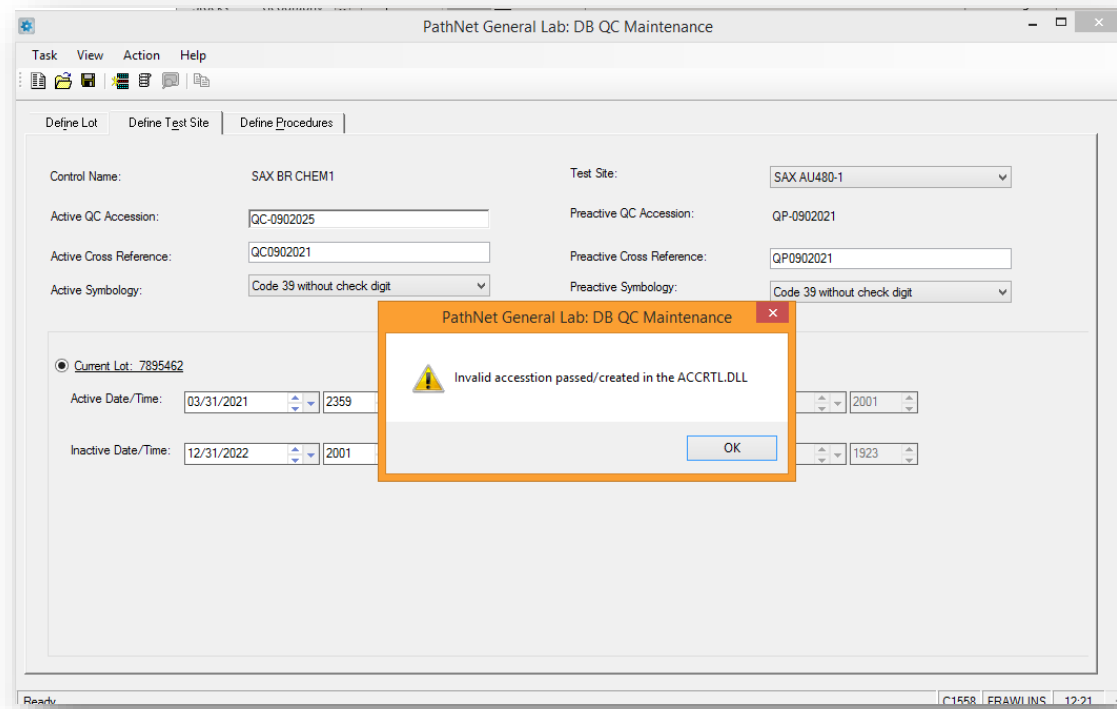 PathNet General Lab: DB QC Maintenance
Task View Action Help
Define Lot Define Test Site Define Procedures
Control Name: SAX BR CHEM1 Test Site: SAX AU480-1
Active QC Accession: QC-0902025 Preactive QC Accession: QP-0902021
Active Cross Reference: QC0902021 Preactive Cross Reference: QP0902021
Active Symbology: Code 39 without check digit Preactive Symbology: Code 39 without check digit
PathNet General Lab: DB QC Maintenance
Invalid accesstion passed/created in the ACCRTL.DLL
OK
Current Lot: 7895462
Active Date/Time: 03/31/2021 2359 2001
Inactive Date/Time: 12/31/2022 2001 1923
Ready C1558 FRAWLINS 12:21